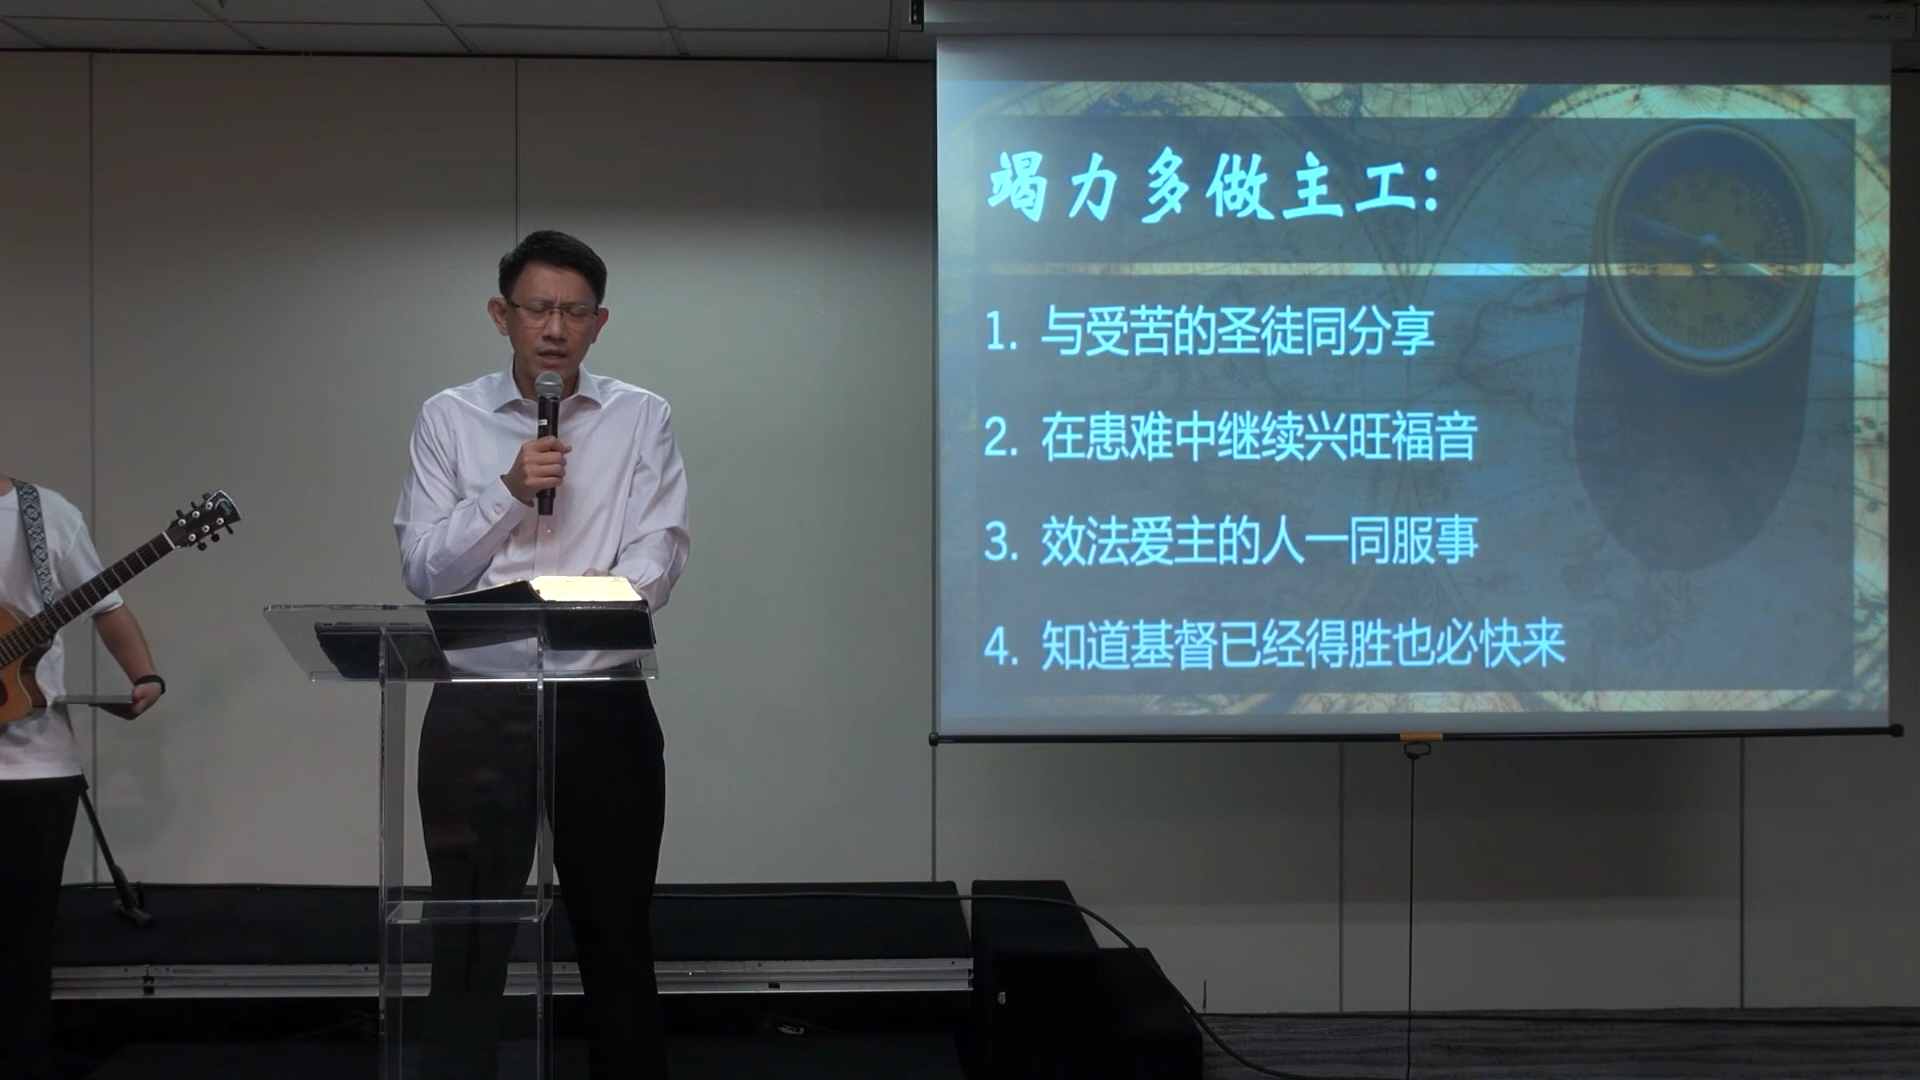 竭力多做主工:
1. 与受苦的圣徒同分享
2. 在患难中继续兴旺福音
3. 效法爱主的人一同服事
4. 知道基督已经得胜也必快来